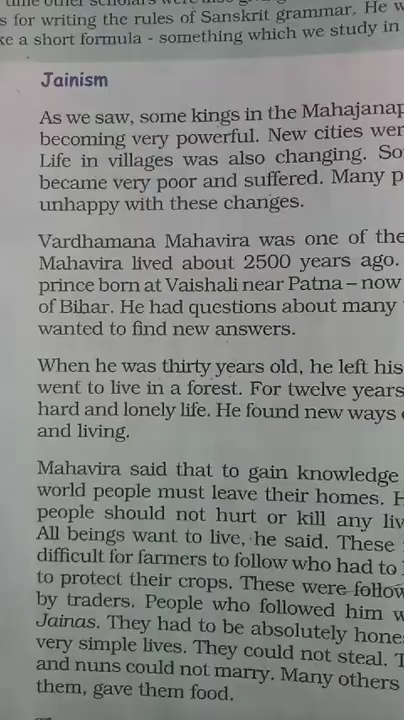 time other scholars were also
s for writing the rules of Sanskrit grammar. He w
ke a short formula - something which we study in
Jainism
As we saw, some kings in the Mahajanap
becoming very powerful. New cities wer
Life in villages was also changing. So
became very poor and suffered. Many p
unhappy with these changes.
Vardhamana Mahavira was one of the
Mahavira lived about 2500 years ago.
prince born at Vaishali near Patna – now
of Bihar. He had questions about many
wanted to find new answers.
When he was thirty years old, he left his
went to live in a forest. For twelve years
hard and lonely life. He found new ways
and living.
Mahavira said that to gain knowledge
world people must leave their homes. H
people should not hurt or kill any liv
All beings want to live, he said. These
difficult for farmers to follow who had to
to protect their crops. These were follow
by traders. People who followed him w
Jainas. They had to be absolutely hone
very simple lives. They could not steal. T
and nuns could not marry. Many others
them, gave them food.